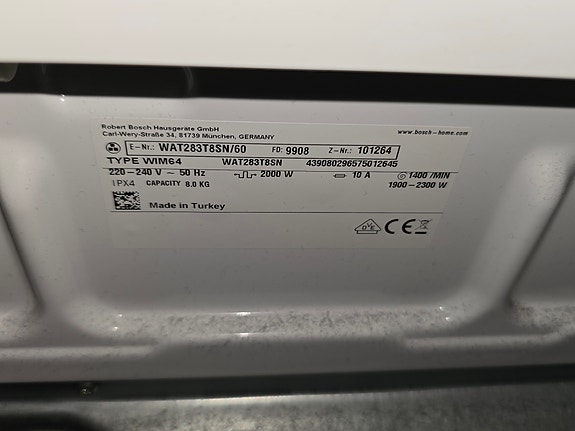 Robert Bosch Hausgeräte GmbH
Carl-Wery-Straße 34, 81739 München, GERMANY
www.bosch-home.com
E-Nr.: WAT283T8SN/60 FD: 9908 Z-Nr.: 101264
TYPE WIM64 WAT283T8SN 439080296575012645
220-240 V ~ 50 Hz 2000 W 10 A 1400 /MIN
IPX4 CAPACITY 8.0 KG 1900-2300 W
Made in Turkey
VDE CE